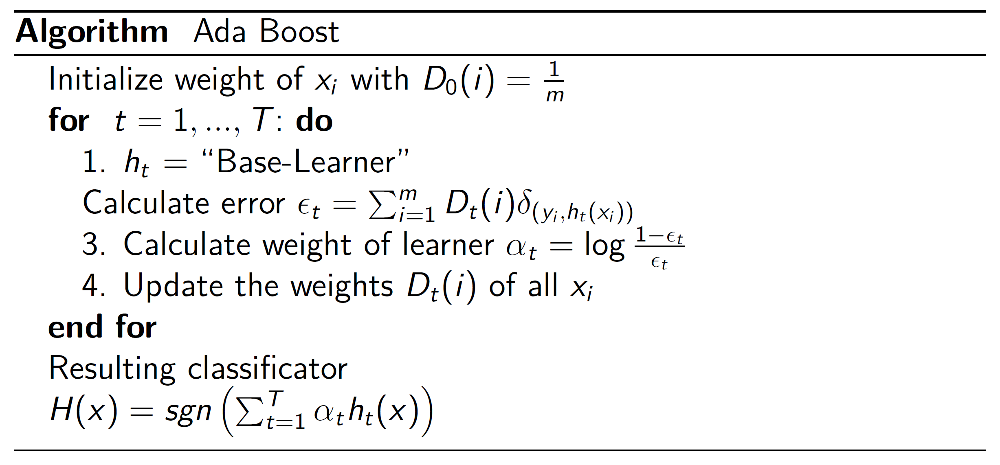 Algorithm Ada Boost
Initialize weight of $x_i$ with $D_0(i) = \frac{1}{m}$
for $t = 1, ..., T$: do
1. $h_t$ = “Base-Learner”
Calculate error $\epsilon_t = \sum_{i=1}^{m} D_t(i)\delta_{(y_i,h_t(x_i))}$
3. Calculate weight of learner $\alpha_t = \log \frac{1-\epsilon_t}{\epsilon_t}$
4. Update the weights $D_t(i)$ of all $x_i$
end for
Resulting classificator
$H(x) = sgn\left(\sum_{t=1}^{T} \alpha_t h_t(x)\right)$